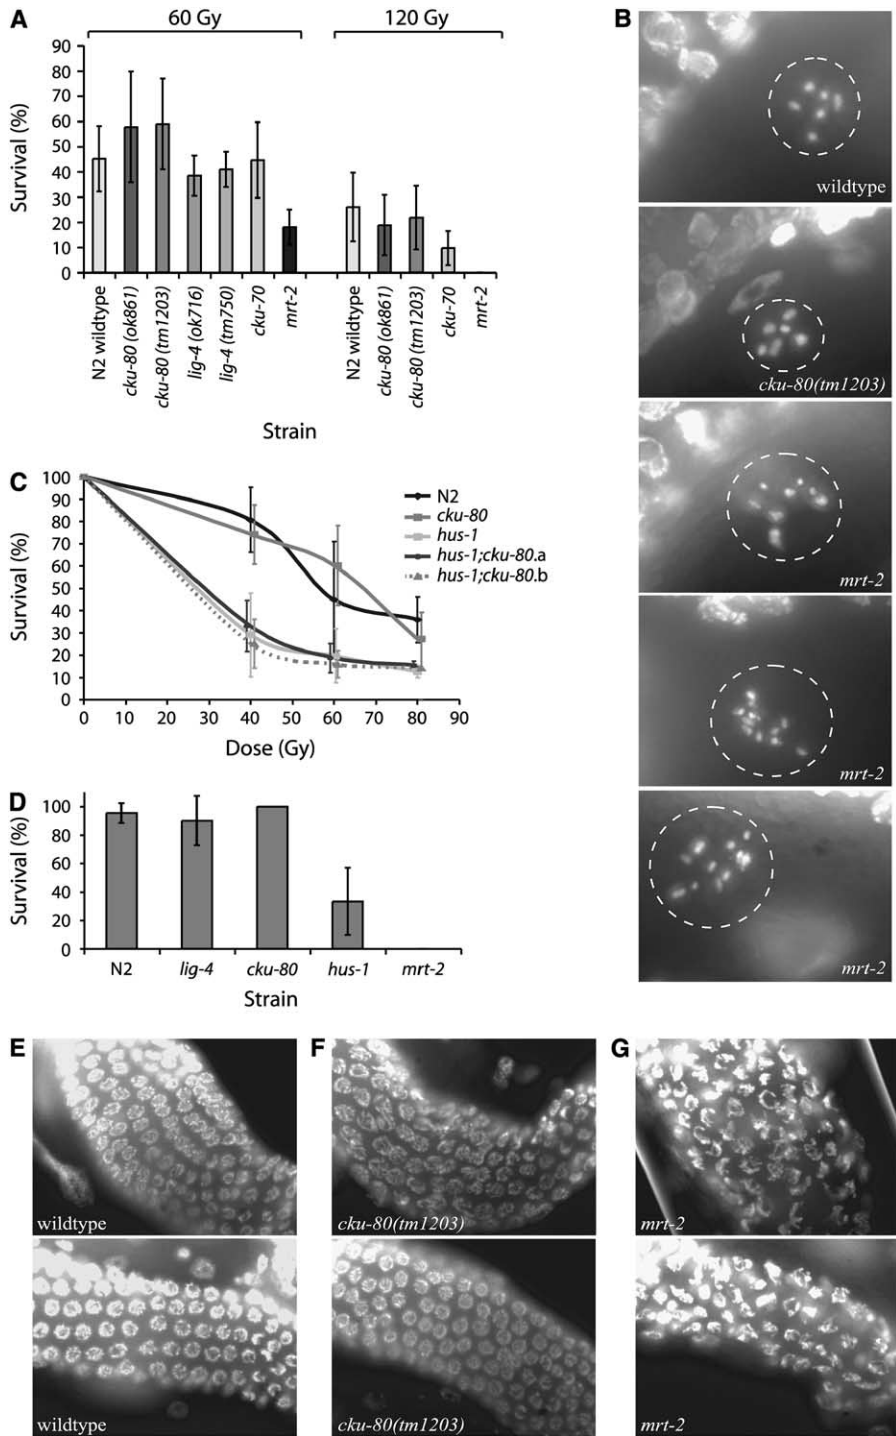 A
60 Gy
120 Gy
Survival (%)
90
80
70
60
50
40
30
20
10
0
N2 wildtype
cku-80 (ok861)
cku-80 (tm1203)
lig-4 (ok716)
lig-4 (tm750)
cku-70
mrt-2
N2 wildtype
cku-80 (ok861)
cku-80 (tm1203)
cku-70
mrt-2
Strain
B
wildtype
cku-80(tm1203)
mrt-2
mrt-2
mrt-2
C
Survival (%)
100
90
80
70
60
50
40
30
20
10
0
0 10 20 30 40 50 60 70 80 90
Dose (Gy)
N2
cku-80
hus-1
hus-1;cku-80.a
hus-1;cku-80.b
D
Survival (%)
100
80
60
40
20
0
N2 lig-4 cku-80 hus-1 mrt-2
Strain
E
wildtype
wildtype
F
cku-80(tm1203)
cku-80(tm1203)
G
mrt-2
mrt-2